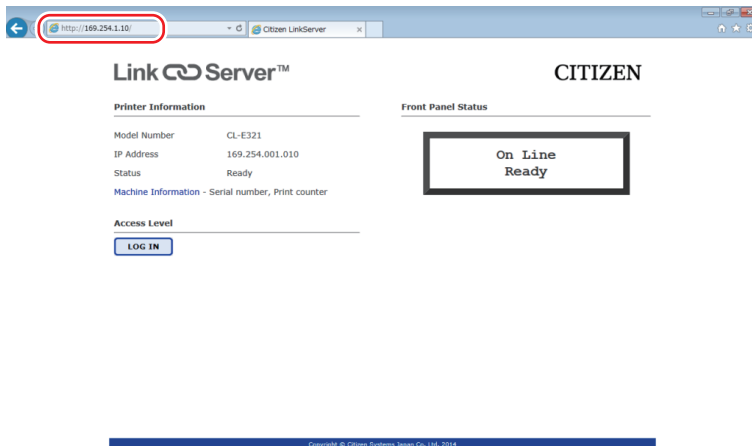 http://169.254.1.10/
Citizen LinkServer
Link Server™
CITIZEN
Printer Information
Model Number CL-E321
IP Address 169.254.001.010
Status Ready
Machine Information - Serial number, Print counter
Access Level
LOG IN
Front Panel Status
On Line
Ready
Copyright © Citizen Systems Japan Co., Ltd. 2014